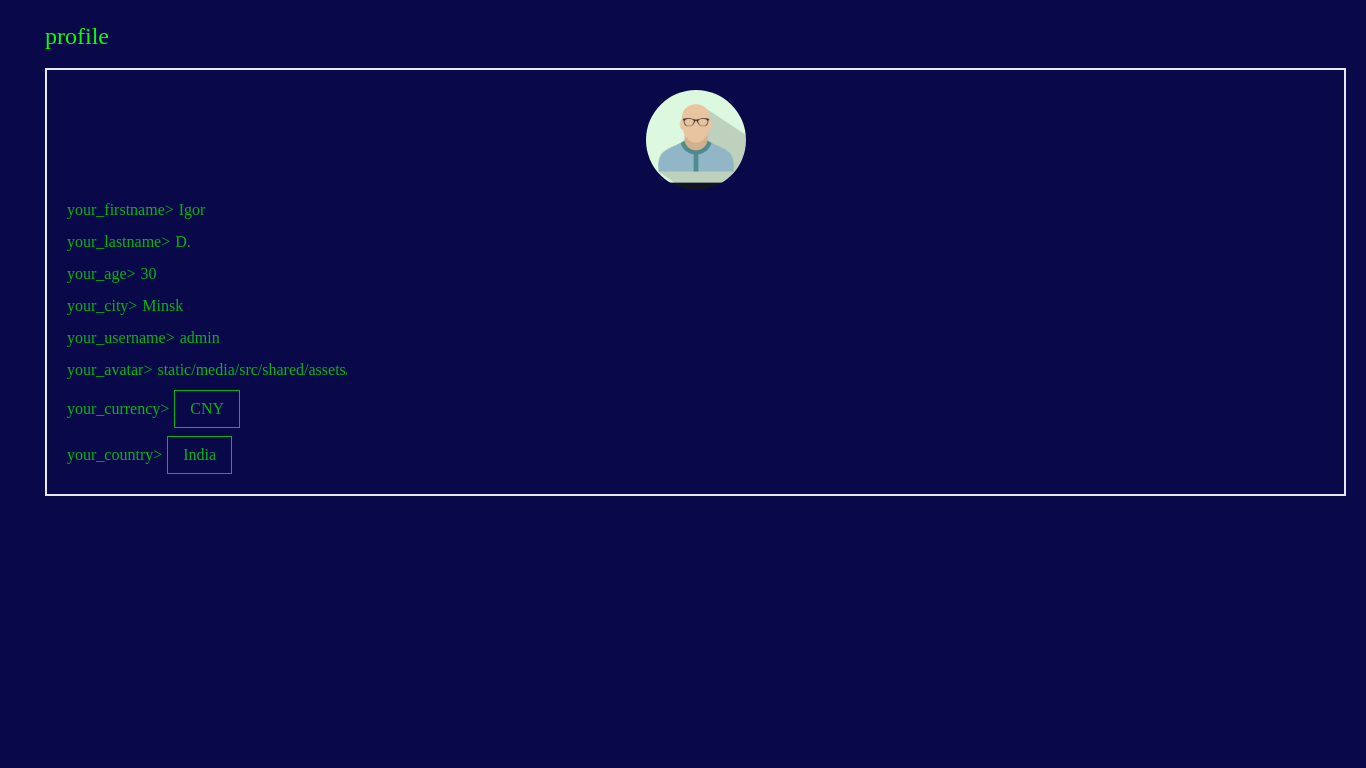 profile
your_firstname> Igor
your_lastname> D.
your_age> 30
your_city> Minsk
your_username> admin
your_avatar> static/media/src/shared/assets/
your_currency> CNY
your_country> India